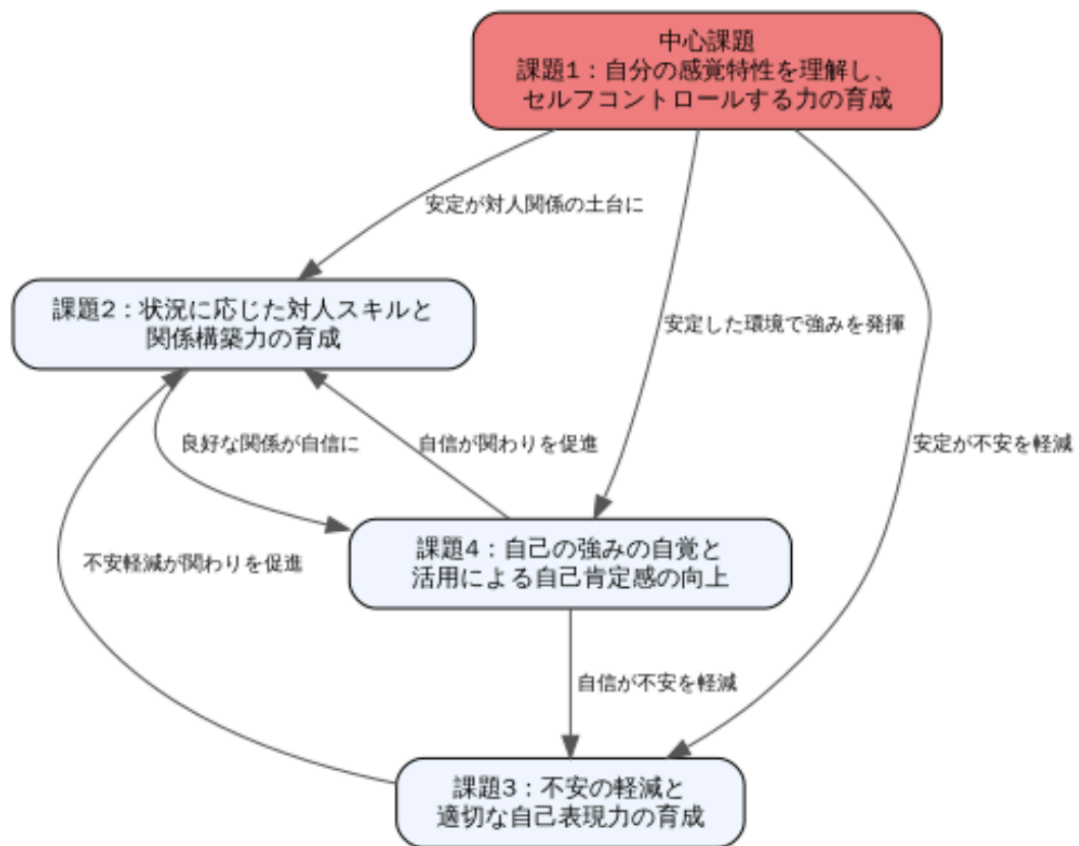 中心課題
課題1：自分の感覚特性を理解し、
セルフコントロールする力の育成
安定が対人関係の土台に
課題2：状況に応じた対人スキルと
関係構築力の育成
安定した環境で強みを発揮
良好な関係が自信に
自信が関わりを促進
安定が不安を軽減
課題4：自己の強みの自覚と
活用による自己肯定感の向上
不安軽減が関わりを促進
自信が不安を軽減
課題3：不安の軽減と
適切な自己表現力の育成